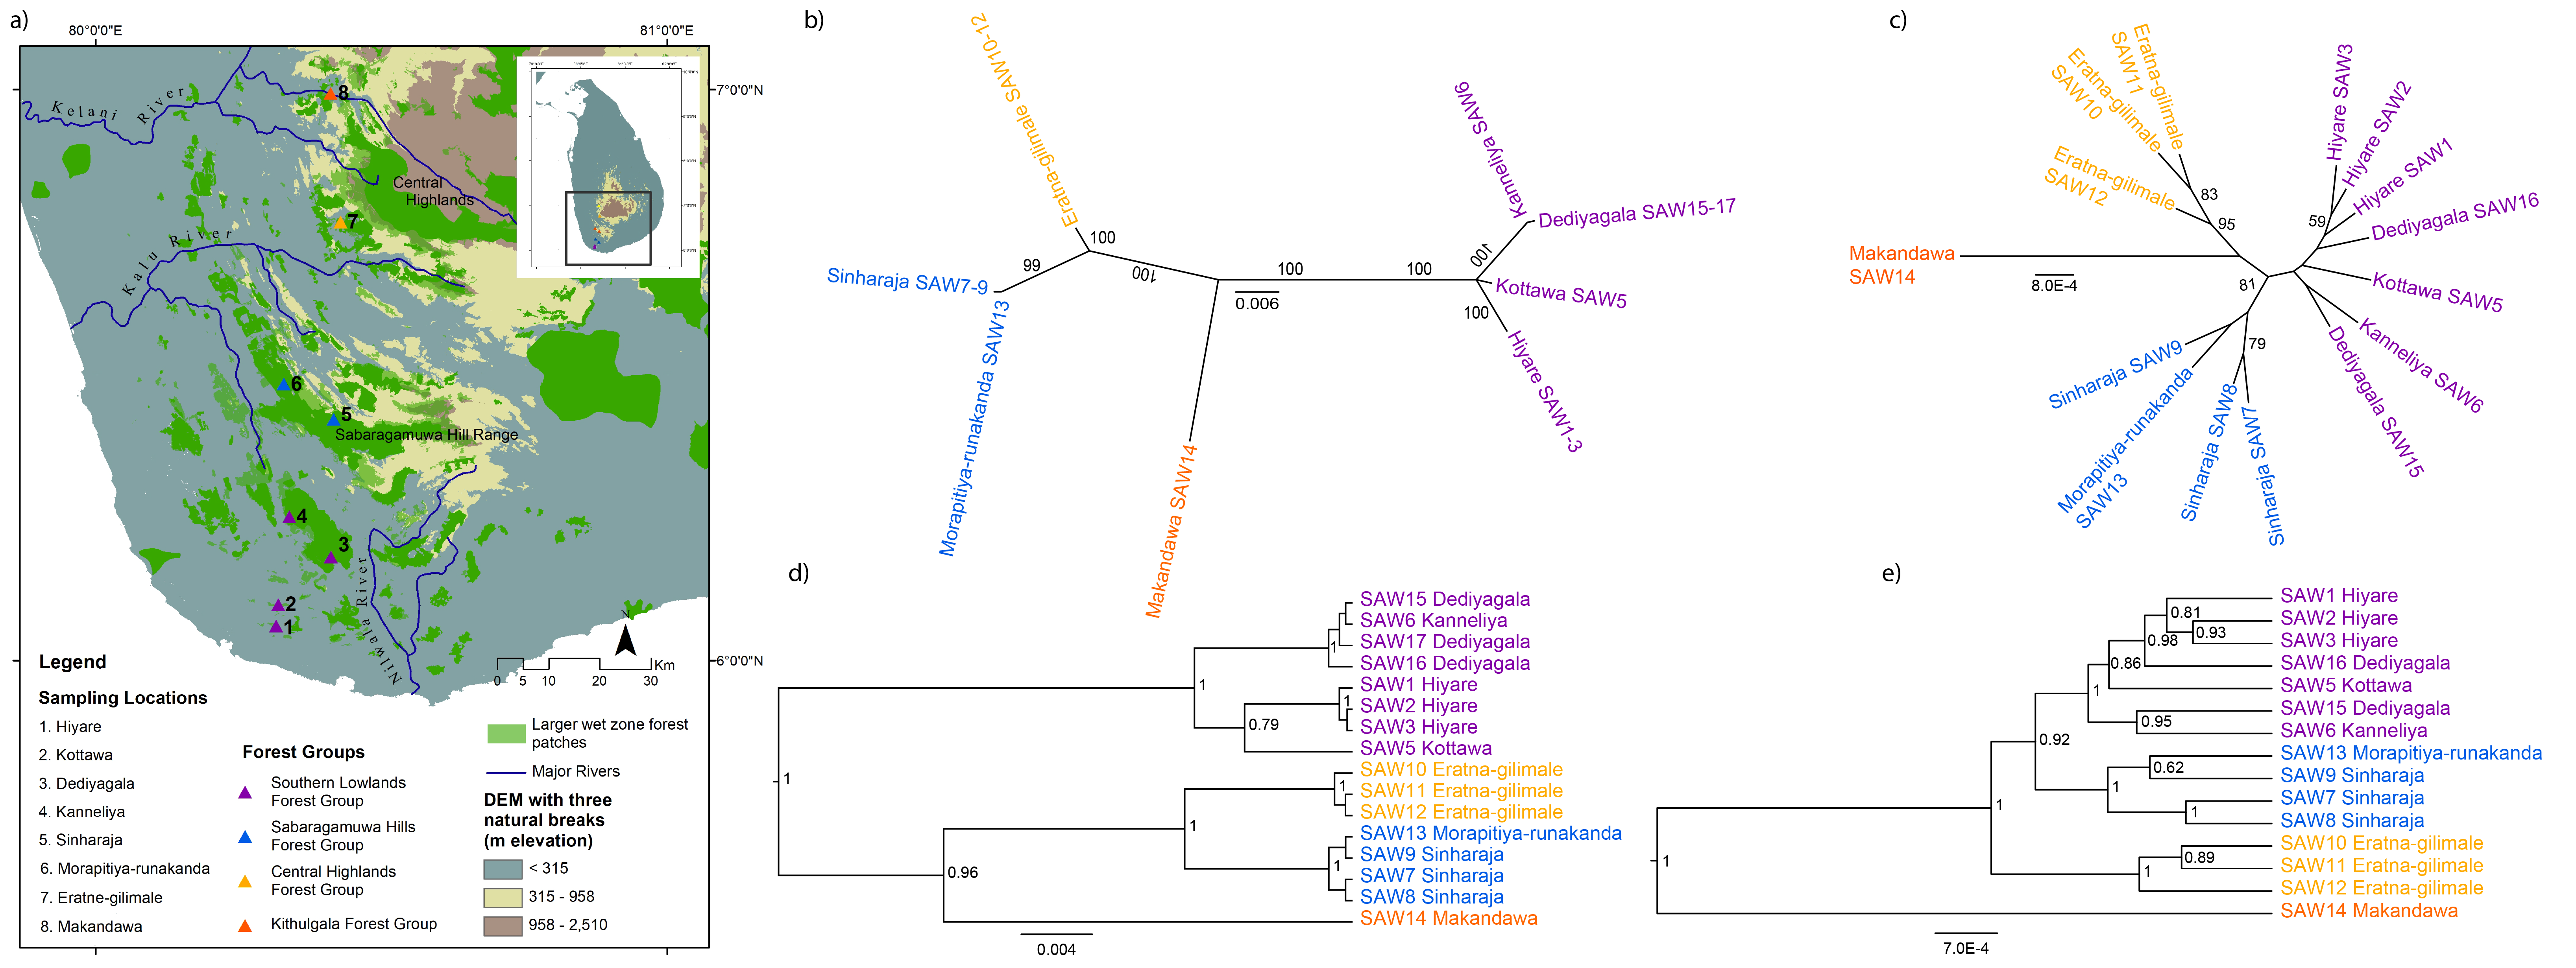 a)
80°0'0"E
81°0'0"E
7°0'0"N
6°0'0"N
Kelani River
Kalu River
Nilwala River
Central
Highlands
Sabaragamuwa Hill Range
8
7
6
5
4
3
2
1
N
Km
0 5 10 20 30
Legend
Sampling Locations
1. Hiyare
2. Kottawa
3. Dediyagala
4. Kanneliya
5. Sinharaja
6. Morapitiya-runakanda
7. Eratne-gilimale
8. Makandawa
Forest Groups
Southern Lowlands
Forest Group
Sabaragamuwa Hills
Forest Group
Central Highlands
Forest Group
Kithulgala Forest Group
Larger wet zone forest
patches
Major Rivers
DEM with three
natural breaks
(m elevation)
< 315
315 - 958
958 - 2,510
b)
Eratna-gilimale SAW10-12
Sinharaja SAW7-9
Morapitiya-runakanda SAW13
Makandawa SAW14
Kanneliya SAW6
Dediyagala SAW15-17
Kottawa SAW5
Hiyare SAW1-3
100
99
100
100
100
100
100
0.006
c)
Eratna-gilimale
SAW11
Eratna-gilimale
SAW10
Eratna-gilimale
SAW12
Makandawa
SAW14
Hiyare SAW3
Hiyare SAW2
Hiyare SAW1
Dediyagala SAW16
Kottawa SAW5
Kanneliya SAW6
Dediyagala SAW15
Sinharaja SAW9
Morapitiya-runakanda
SAW13
Sinharaja SAW8
Sinharaja SAW7
83
95
59
81
79
8.0E-4
d)
SAW15 Dediyagala
SAW6 Kanneliya
SAW17 Dediyagala
SAW16 Dediyagala
SAW1 Hiyare
SAW2 Hiyare
SAW3 Hiyare
SAW5 Kottawa
SAW10 Eratna-gilimale
SAW11 Eratna-gilimale
SAW12 Eratna-gilimale
SAW13 Morapitiya-runakanda
SAW9 Sinharaja
SAW7 Sinharaja
SAW8 Sinharaja
SAW14 Makandawa
1
1
1
0.79
1
1
1
1
0.96
0.004
e)
SAW1 Hiyare
SAW2 Hiyare
SAW3 Hiyare
SAW16 Dediyagala
SAW5 Kottawa
SAW15 Dediyagala
SAW6 Kanneliya
SAW13 Morapitiya-runakanda
SAW9 Sinharaja
SAW7 Sinharaja
SAW8 Sinharaja
SAW10 Eratna-gilimale
SAW11 Eratna-gilimale
SAW12 Eratna-gilimale
SAW14 Makandawa
0.81
0.93
0.98
0.86
1
0.95
0.92
0.62
1
1
1
0.89
1
1
7.0E-4